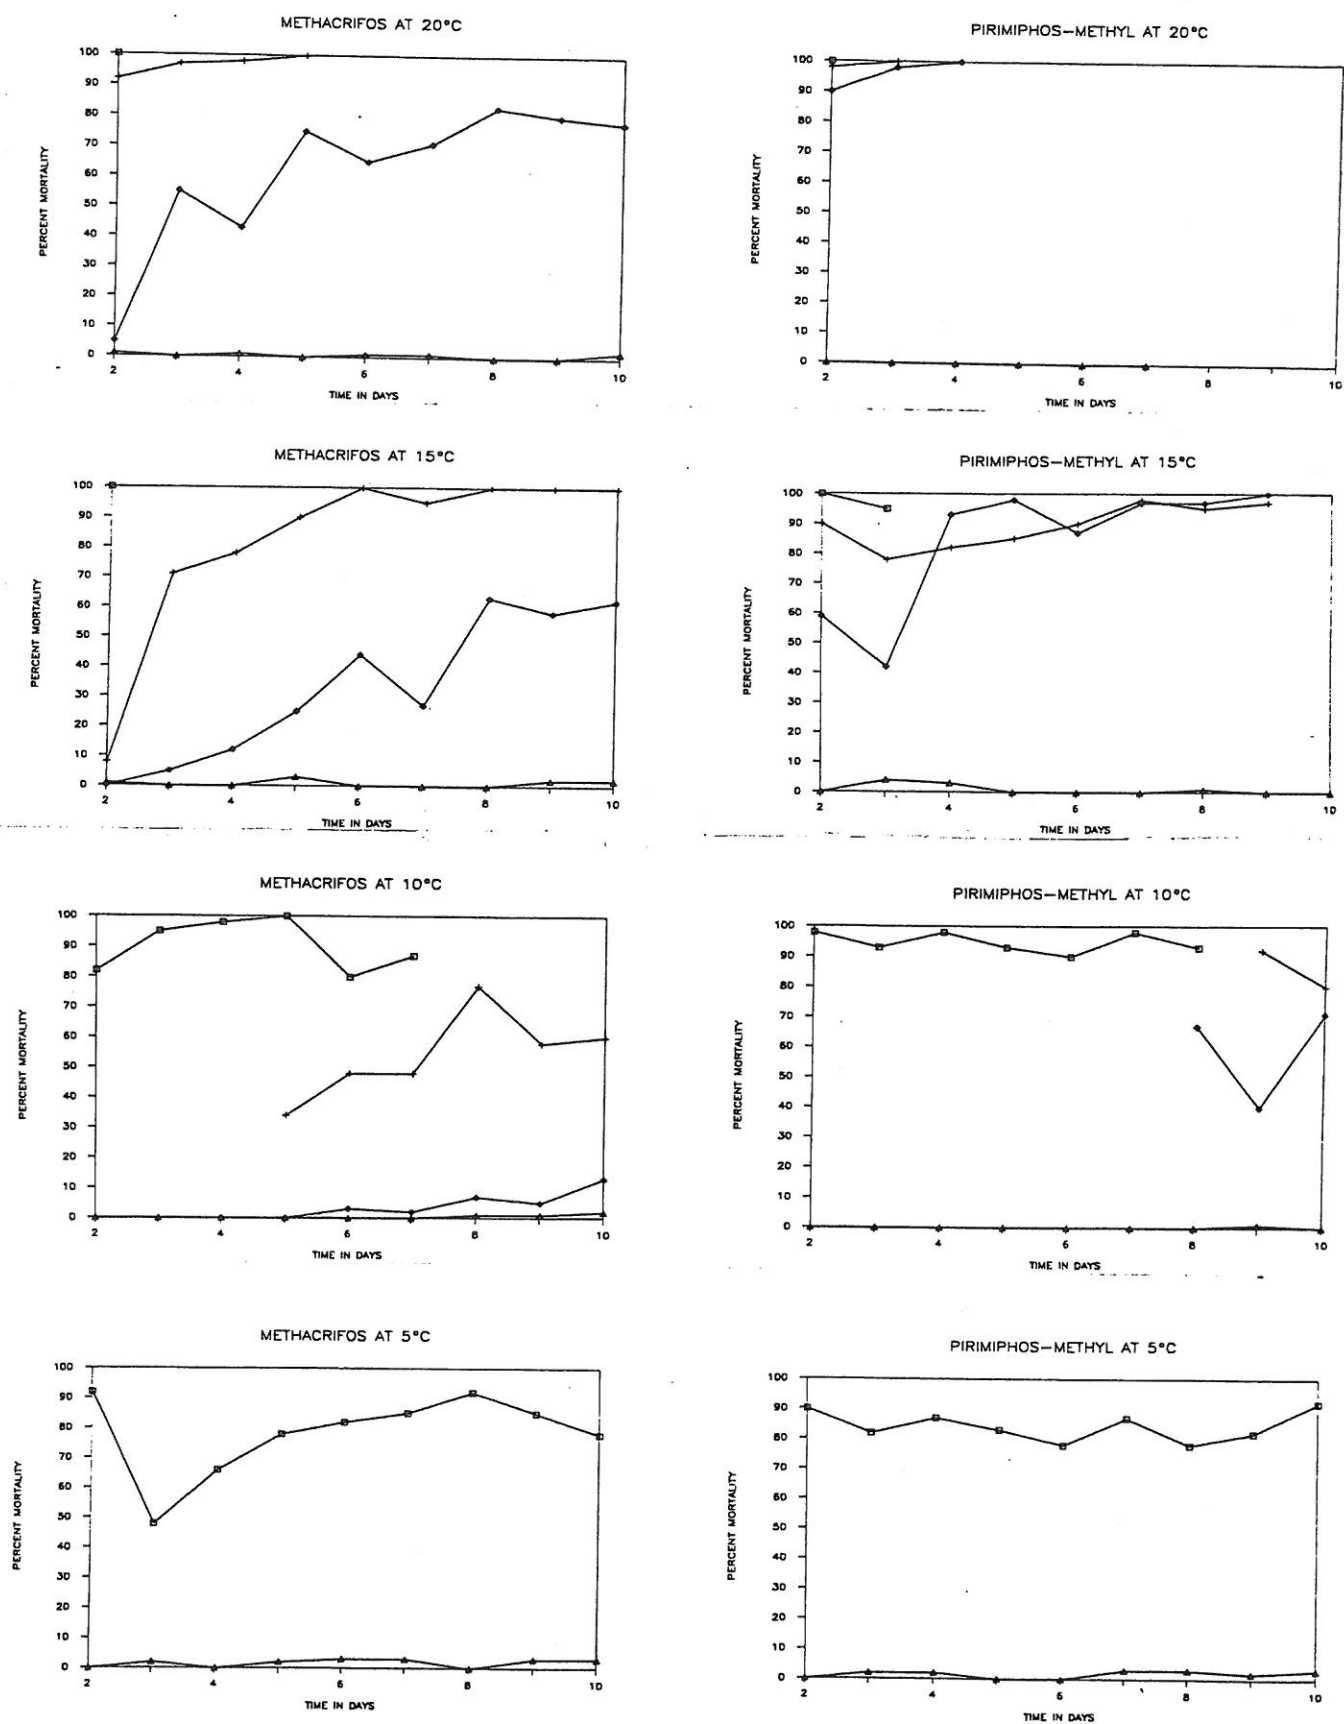 METHACRIFOS AT 20°C
100
90
80
70
60
50
40
30
20
10
0
PERCENT MORTALITY
2 4 6 8 10
TIME IN DAYS
PIRIMIPHOS-METHYL AT 20°C
100
90
80
70
60
50
40
30
20
10
0
PERCENT MORTALITY
2 4 6 8 10
TIME IN DAYS
METHACRIFOS AT 15°C
100
90
80
70
60
50
40
30
20
10
0
PERCENT MORTALITY
2 4 6 8 10
TIME IN DAYS
PIRIMIPHOS-METHYL AT 15°C
100
90
80
70
60
50
40
30
20
10
0
PERCENT MORTALITY
2 4 6 8 10
TIME IN DAYS
METHACRIFOS AT 10°C
100
90
80
70
60
50
40
30
20
10
0
PERCENT MORTALITY
2 4 6 8 10
TIME IN DAYS
PIRIMIPHOS-METHYL AT 10°C
100
90
80
70
60
50
40
30
20
10
0
PERCENT MORTALITY
2 4 6 8 10
TIME IN DAYS
METHACRIFOS AT 5°C
100
90
80
70
60
50
40
30
20
10
0
PERCENT MORTALITY
2 4 6 8 10
TIME IN DAYS
PIRIMIPHOS-METHYL AT 5°C
100
90
80
70
60
50
40
30
20
10
0
PERCENT MORTALITY
2 4 6 8 10
TIME IN DAYS